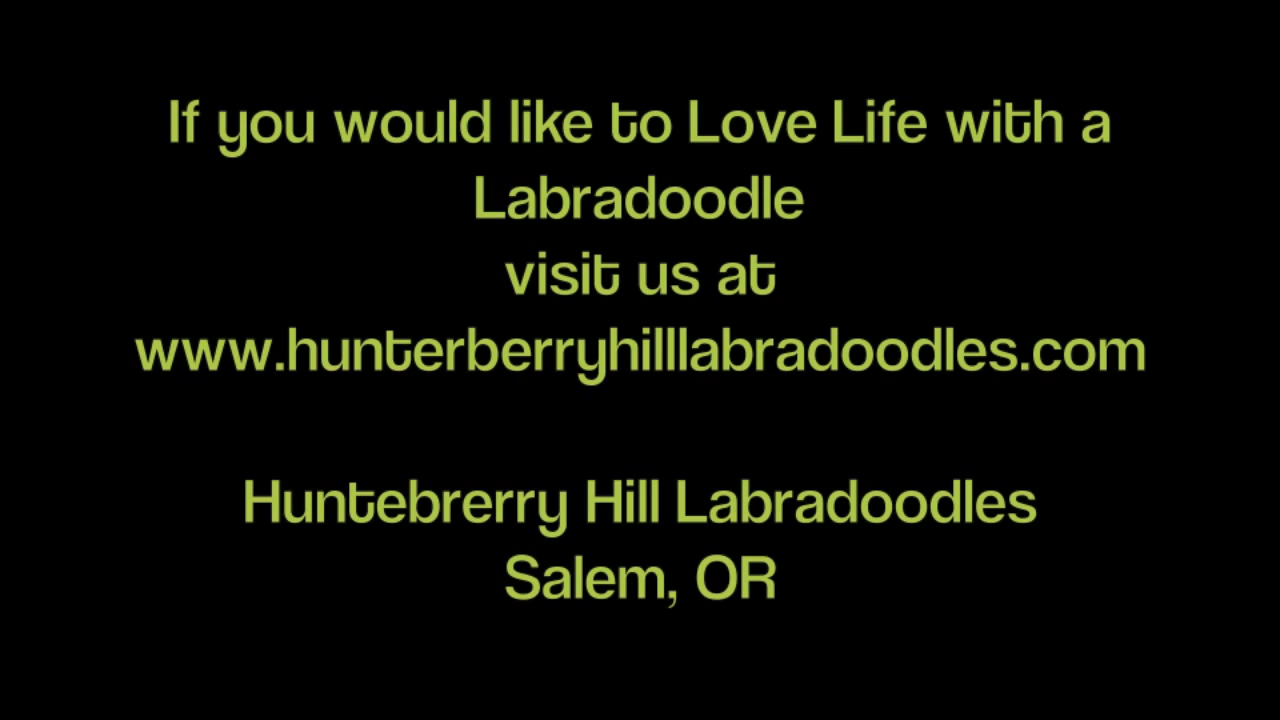 If you would like to Love Life with a
Labradoodle
visit us at
www.hunterberryhilllabradoodles.com
Huntebrerry Hill Labradoodles
Salem, OR